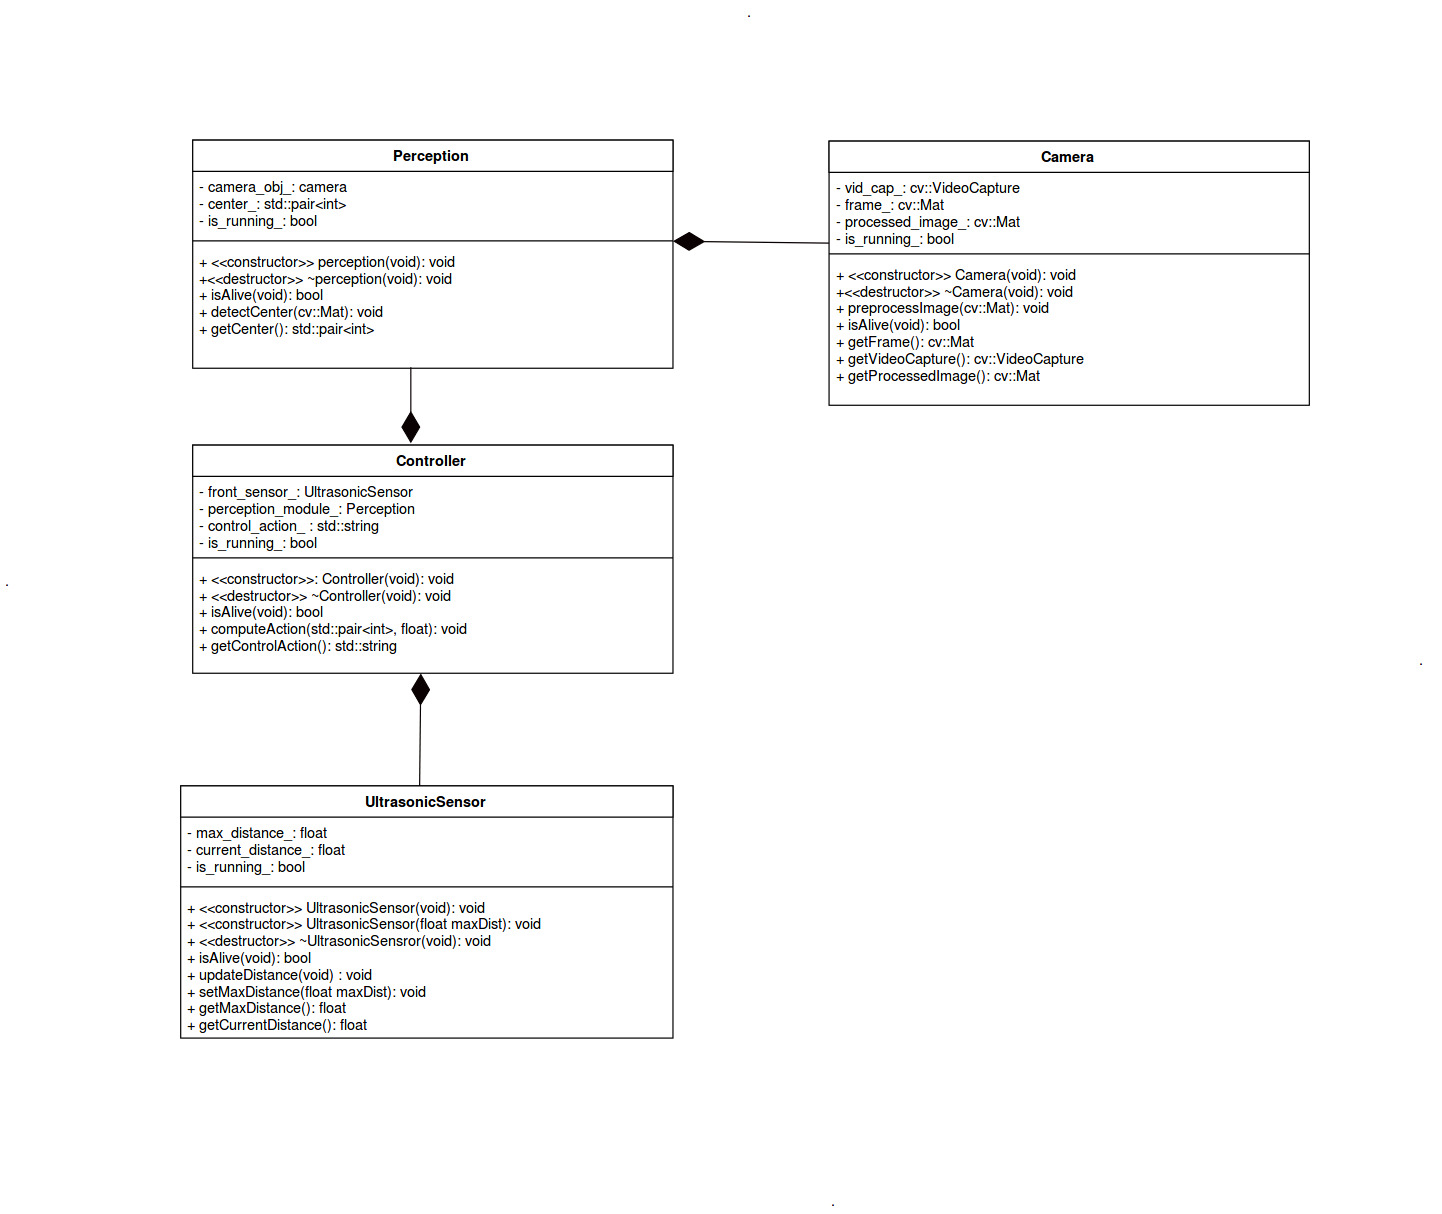 Perception
- camera_obj_: camera
- center_: std::pair<int>
- is_running_: bool
+ <<constructor>> perception(void): void
+<<destructor>> ~perception(void): void
+ isAlive(void): bool
+ detectCenter(cv::Mat): void
+ getCenter(): std::pair<int>
Camera
- vid_cap_: cv::VideoCapture
- frame_: cv::Mat
- processed_image_: cv::Mat
- is_running_: bool
+ <<constructor>> Camera(void): void
+<<destructor>> ~Camera(void): void
+ preprocessImage(cv::Mat): void
+ isAlive(void): bool
+ getFrame(): cv::Mat
+ getVideoCapture(): cv::VideoCapture
+ getProcessedImage(): cv::Mat
Controller
- front_sensor_: UltrasonicSensor
- perception_module_: Perception
- control_action_ : std::string
- is_running_: bool
+ <<constructor>>: Controller(void): void
+ <<destructor>> ~Controller(void): void
+ isAlive(void): bool
+ computeAction(std::pair<int>, float): void
+ getControlAction(): std::string
UltrasonicSensor
- max_distance_: float
- current_distance_: float
- is_running_: bool
+ <<constructor>> UltrasonicSensor(void): void
+ <<constructor>> UltrasonicSensor(float maxDist): void
+ <<destructor>> ~UltrasonicSensror(void): void
+ isAlive(void): bool
+ updateDistance(void) : void
+ setMaxDistance(float maxDist): void
+ getMaxDistance(): float
+ getCurrentDistance(): float